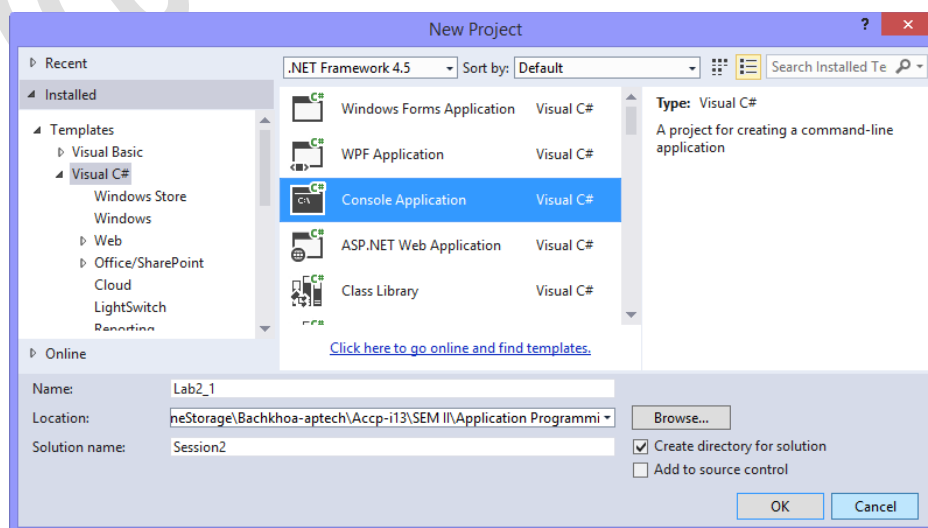 New Project
?
Recent
.NET Framework 4.5
Sort by: Default
Search Installed Te
Installed
Templates
Visual Basic
Visual C#
Windows Store
Windows
Web
Office/SharePoint
Cloud
LightSwitch
Reporting
Online
Windows Forms Application Visual C#
WPF Application Visual C#
Console Application Visual C#
ASP.NET Web Application Visual C#
Class Library Visual C#
Click here to go online and find templates.
Type: Visual C#
A project for creating a command-line
application
Name: Lab2_1
Location: neStorage\Bachkhoa-aptech\Accp-i13\SEM II\Application Programmi
Browse...
Solution name: Session2
Create directory for solution
Add to source control
OK Cancel